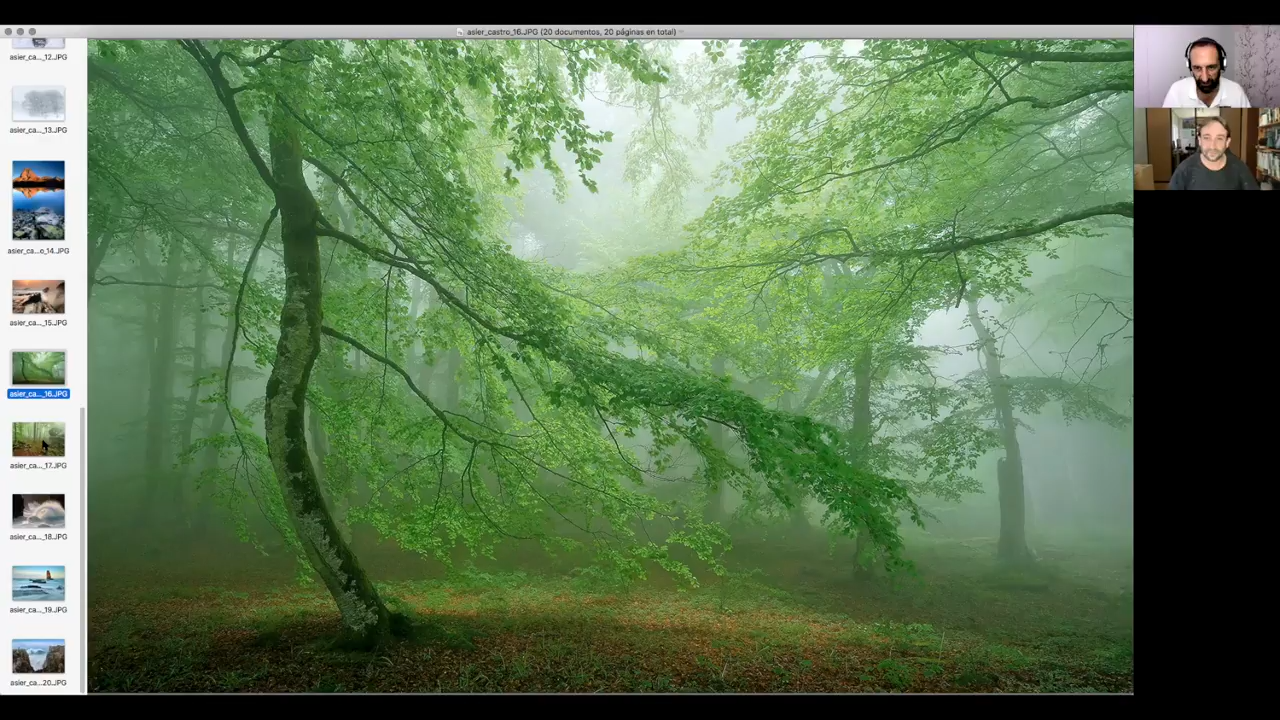 asier_castro_16.JPG (20 documentos, 20 páginas en total)
asier_ca..._12.JPG
asier_ca..._13.JPG
asier_ca...o_14.JPG
asier_ca..._15.JPG
asier_ca..._16.JPG
asier_ca..._17.JPG
asier_ca..._18.JPG
asier_ca..._19.JPG
asier_ca...20.JPG